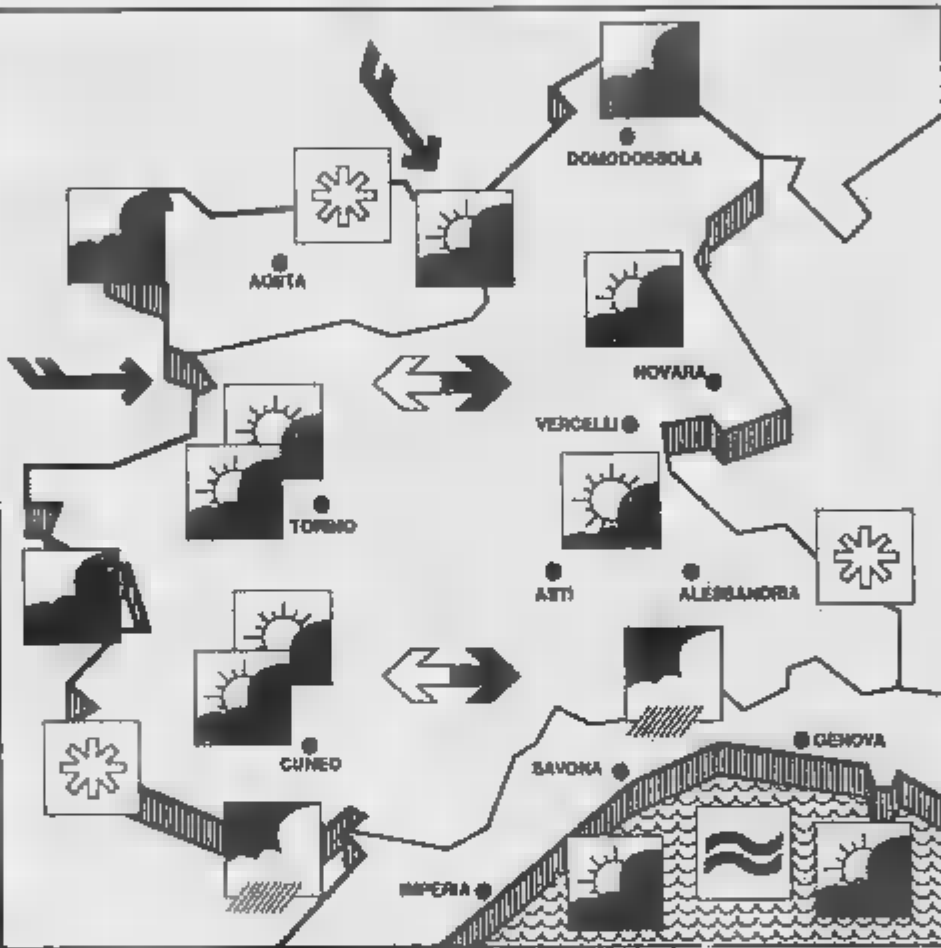 DOMODOSSOLA
AOSTA
NOVARA
VERCELLI
TORINO
ASTI
ALESSANDRIA
GENOVA
CUNEO
SAVONA
IMPERIA